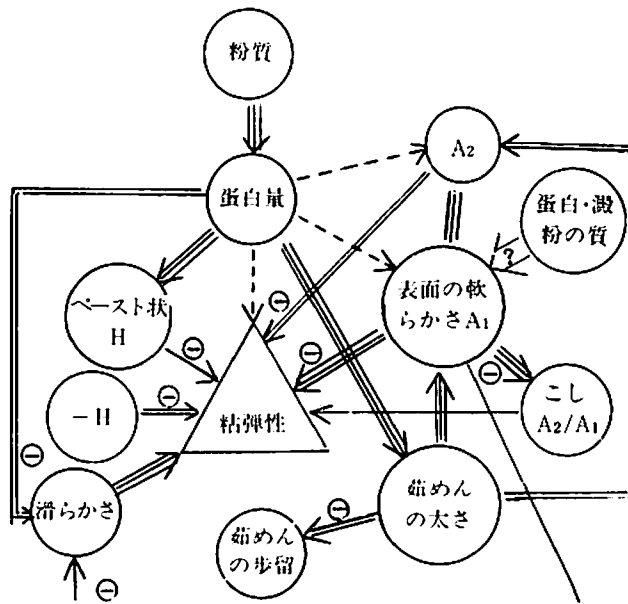 粉質
蛋白量
A2
蛋白・澱
粉の質
?
ペースト状
H
表面の軟
らかさA1
－H
粘弾性
こし
A2/A1
滑らかさ
茹めん
の太さ
茹めん
の歩留
⊖
⊖
⊖
⊖
⊖
⊖
⊖
⊖